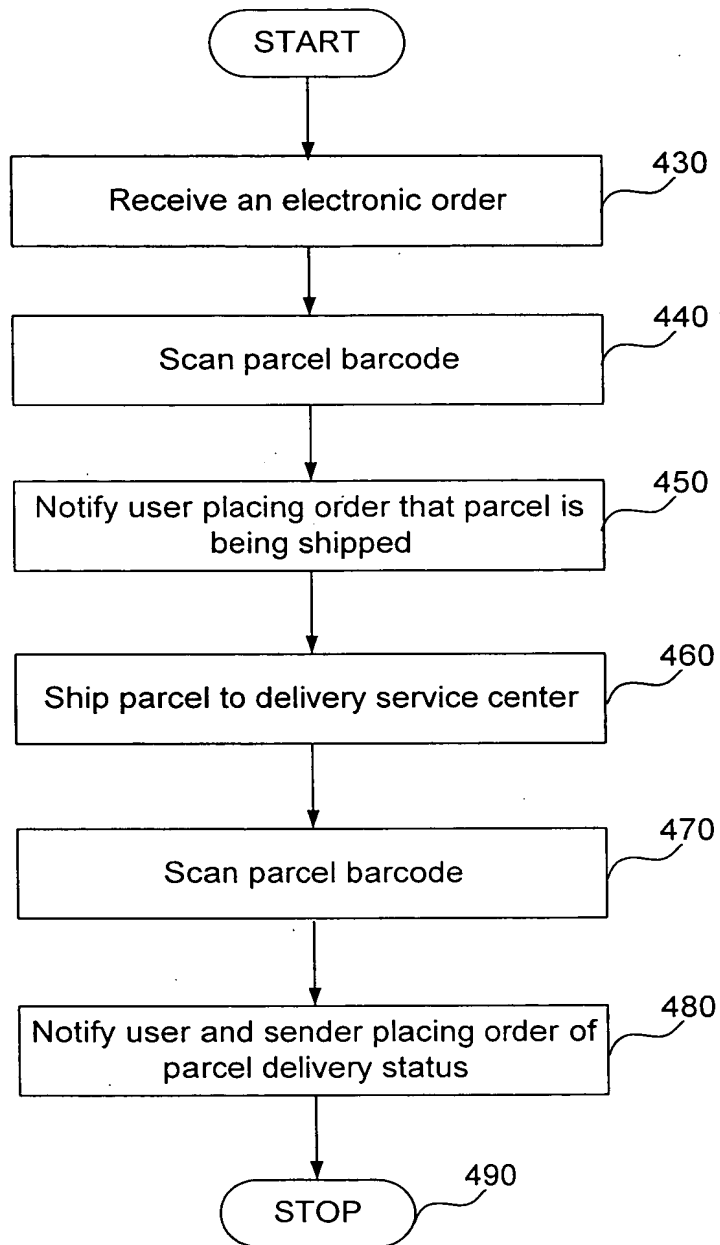 START
430
Receive an electronic order
440
Scan parcel barcode
450
Notify user placing order that parcel is
being shipped
460
Ship parcel to delivery service center
470
Scan parcel barcode
480
Notify user and sender placing order of
parcel delivery status
490
STOP